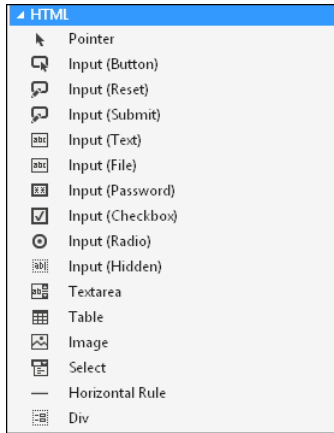 HTML
Pointer
Input (Button)
Input (Reset)
Input (Submit)
Input (Text)
Input (File)
Input (Password)
Input (Checkbox)
Input (Radio)
Input (Hidden)
Textarea
Table
Image
Select
Horizontal Rule
Div